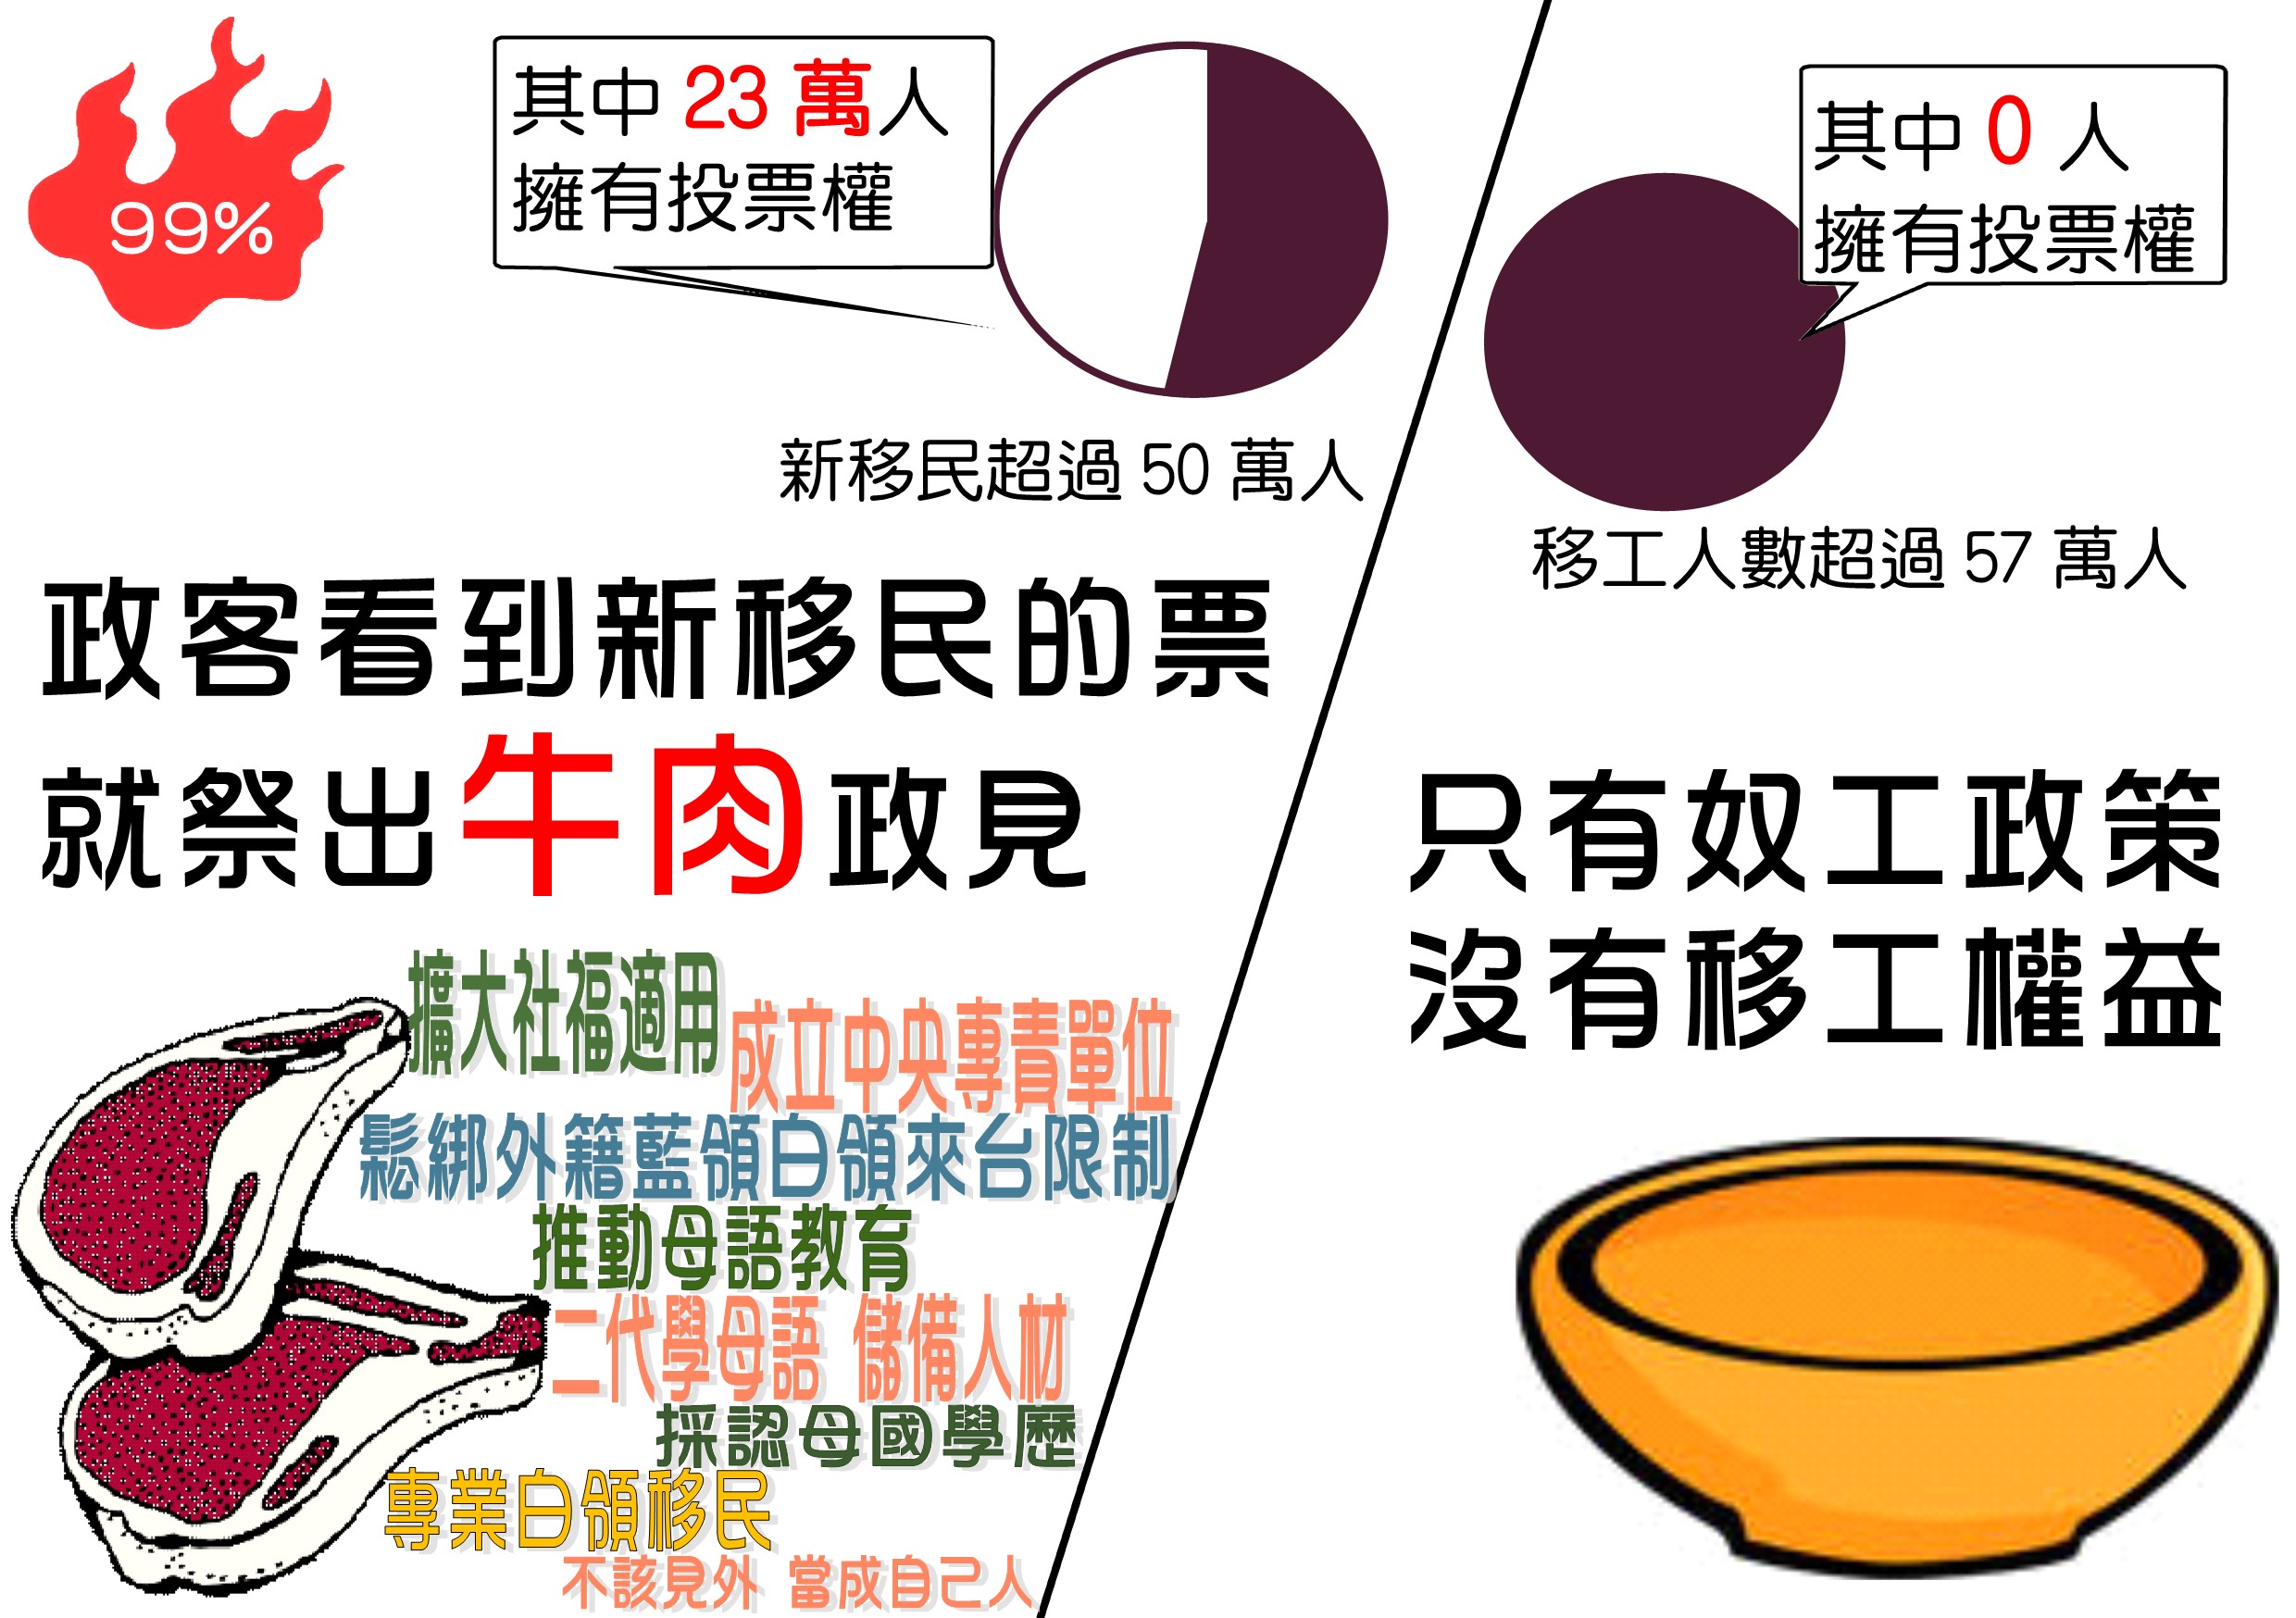 99%
其中 23 萬人
擁有投票權
新移民超過 50 萬人
政客看到新移民的票
就祭出牛肉政見
擴大社福適用
成立中央專責單位
鬆綁外籍藍領白領來台限制
推動母語教育
二代學母語 儲備人材
採認母國學歷
專業白領移民
不該見外 當成自己人
其中 0 人
擁有投票權
移工人數超過 57 萬人
只有奴工政策
沒有移工權益